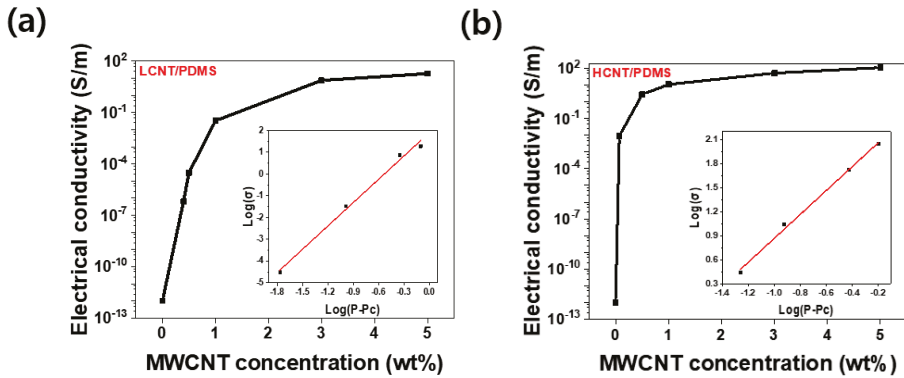 (a)
Electrical conductivity (S/m)
10^2
10^-1
10^-4
10^-7
10^-10
10^-13
LCNT/PDMS
Log(σ)
2
1
0
-1
-2
-3
-4
-5
-1.8 -1.5 -1.2 -0.9 -0.6 -0.3 0.0
Log(P-Pc)
0 1 2 3 4 5
MWCNT concentration (wt%)
(b)
Electrical conductivity (S/m)
10^2
10^-1
10^-4
10^-7
10^-10
10^-13
HCNT/PDMS
Log(σ)
2.1
1.8
1.5
1.2
0.9
0.6
0.3
-1.4 -1.2 -1.0 -0.8 -0.6 -0.4 -0.2
Log(P-Pc)
0 1 2 3 4 5
MWCNT concentration (wt%)